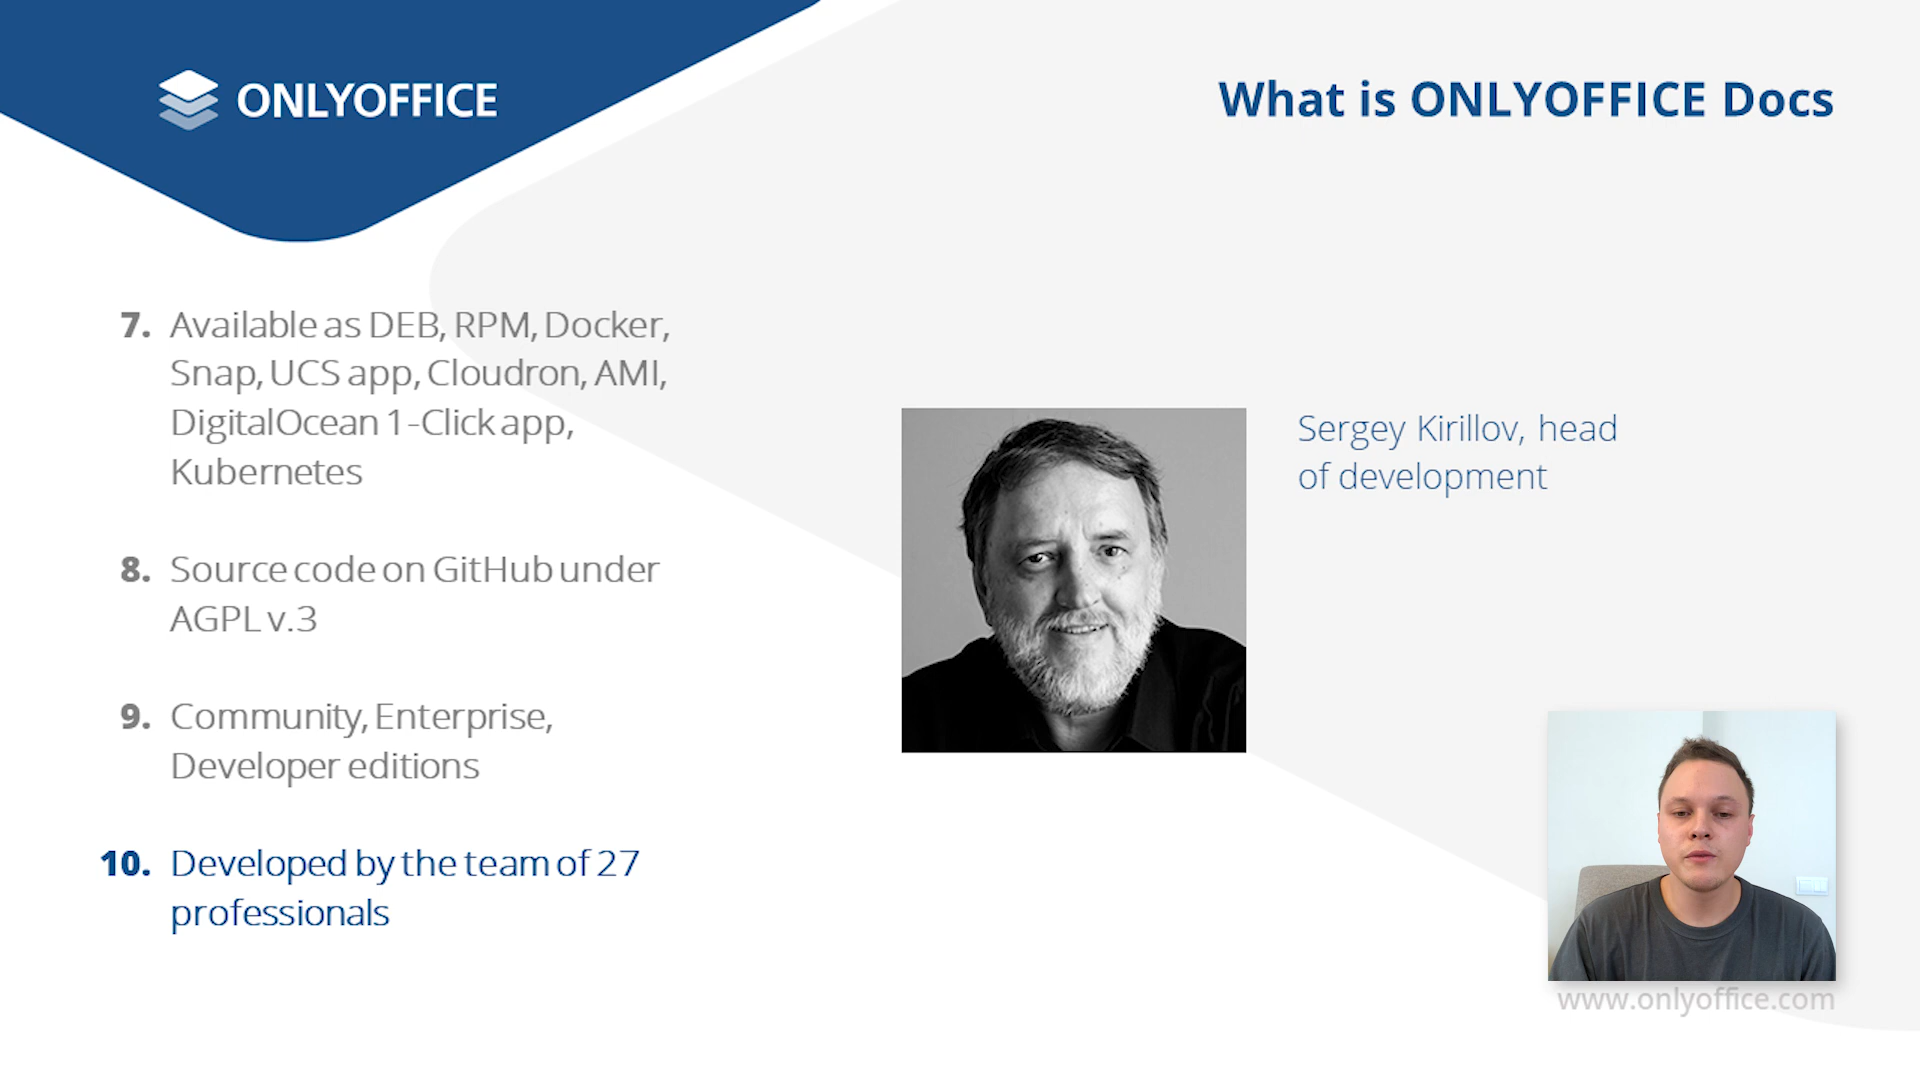 ONLYOFFICE
What is ONLYOFFICE Docs
7. Available as DEB, RPM, Docker,
Snap, UCS app, Cloudron, AMI,
DigitalOcean 1-Click app,
Kubernetes
8. Source code on GitHub under
AGPL v.3
9. Community, Enterprise,
Developer editions
10. Developed by the team of 27
professionals
Sergey Kirillov, head
of development
www.onlyoffice.com